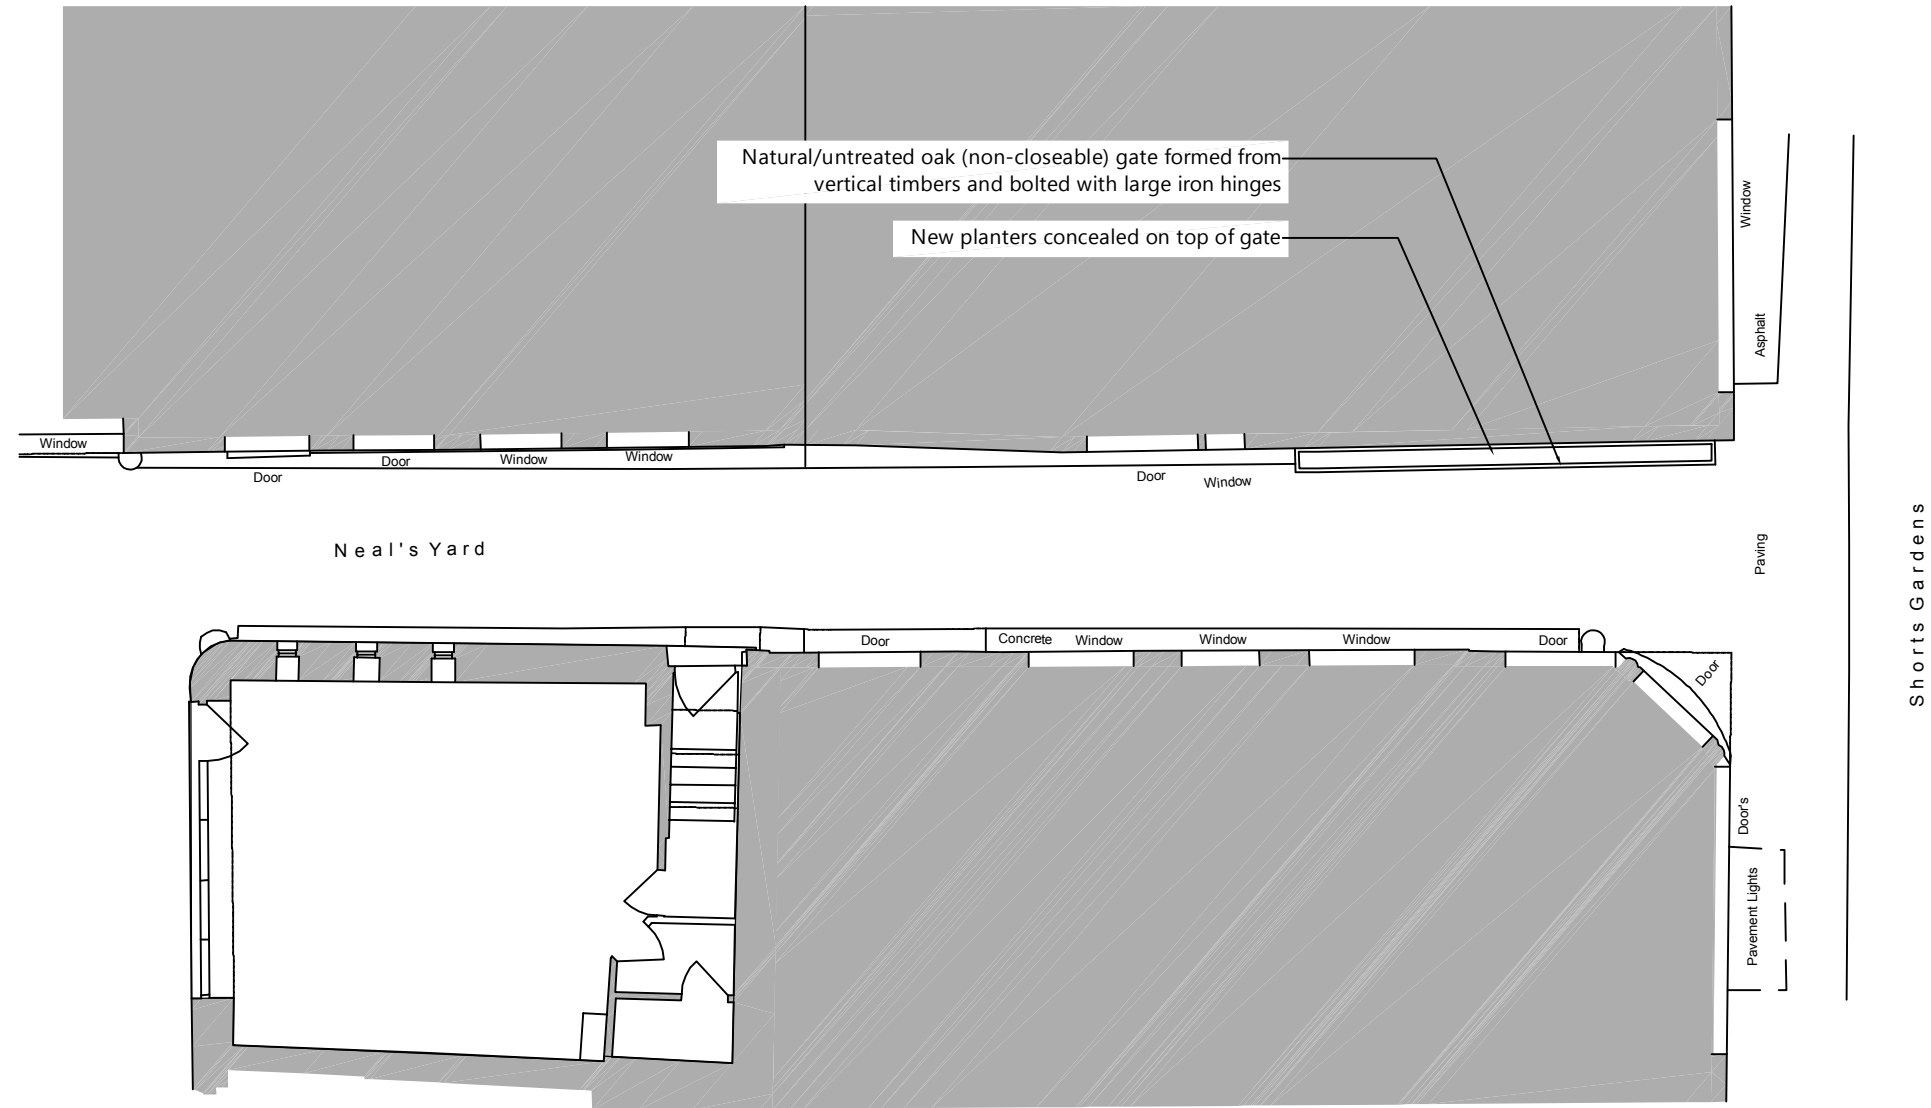 Natural/untreated oak (non-closeable) gate formed from
vertical timbers and bolted with large iron hinges
New planters concealed on top of gate
Window
Asphalt
Window
Door
Door
Window
Window
Door
Window
Neal's Yard
Paving
Shorts Gardens
Door
Concrete
Window
Window
Window
Door
Door
Door's
Pavement Lights